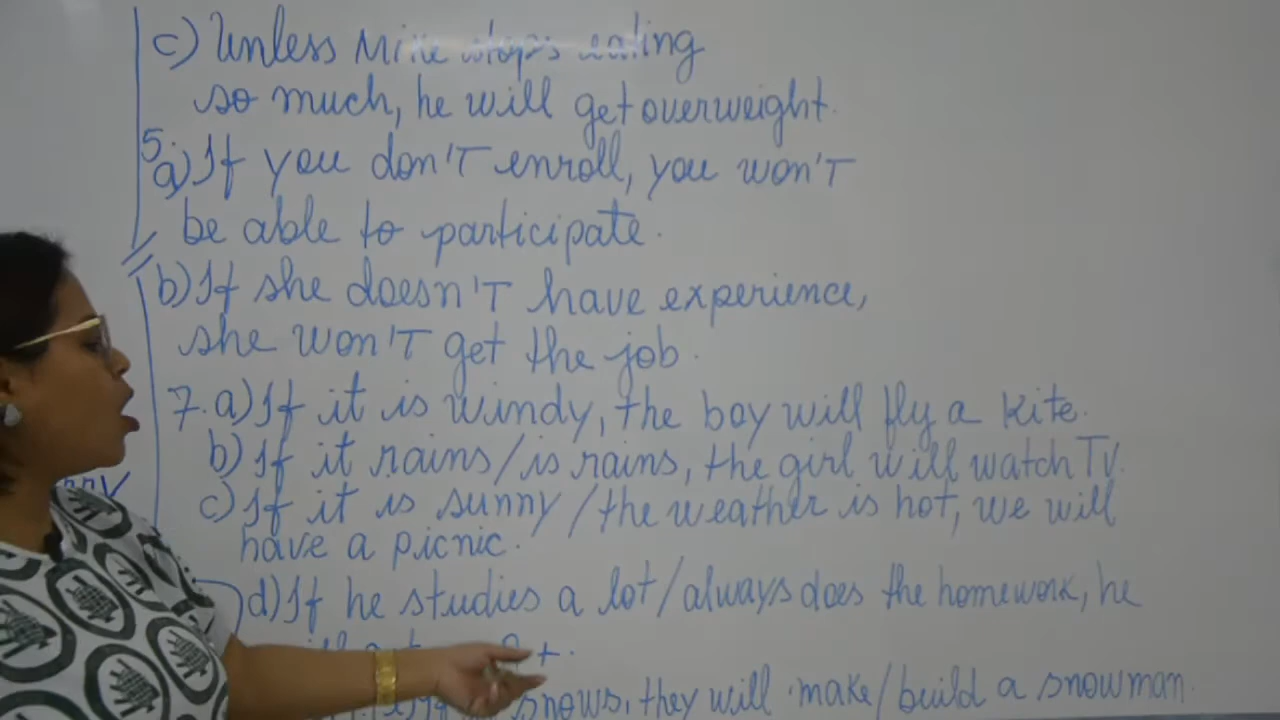 c) Unless Mike stops eating
so much, he will get overweight.
5.
a) If you don't enroll, you won't
be able to participate.
b) If she doesn't have experience,
she won't get the job.
7. a) If it is windy, the boy will fly a kite.
b) If it rains/is rains, the girl will watch TV.
c) If it is sunny/the weather is hot, we will
have a picnic.
d) If he studies a lot/always does the homework, he
+.
snows, they will make/build a snowman.